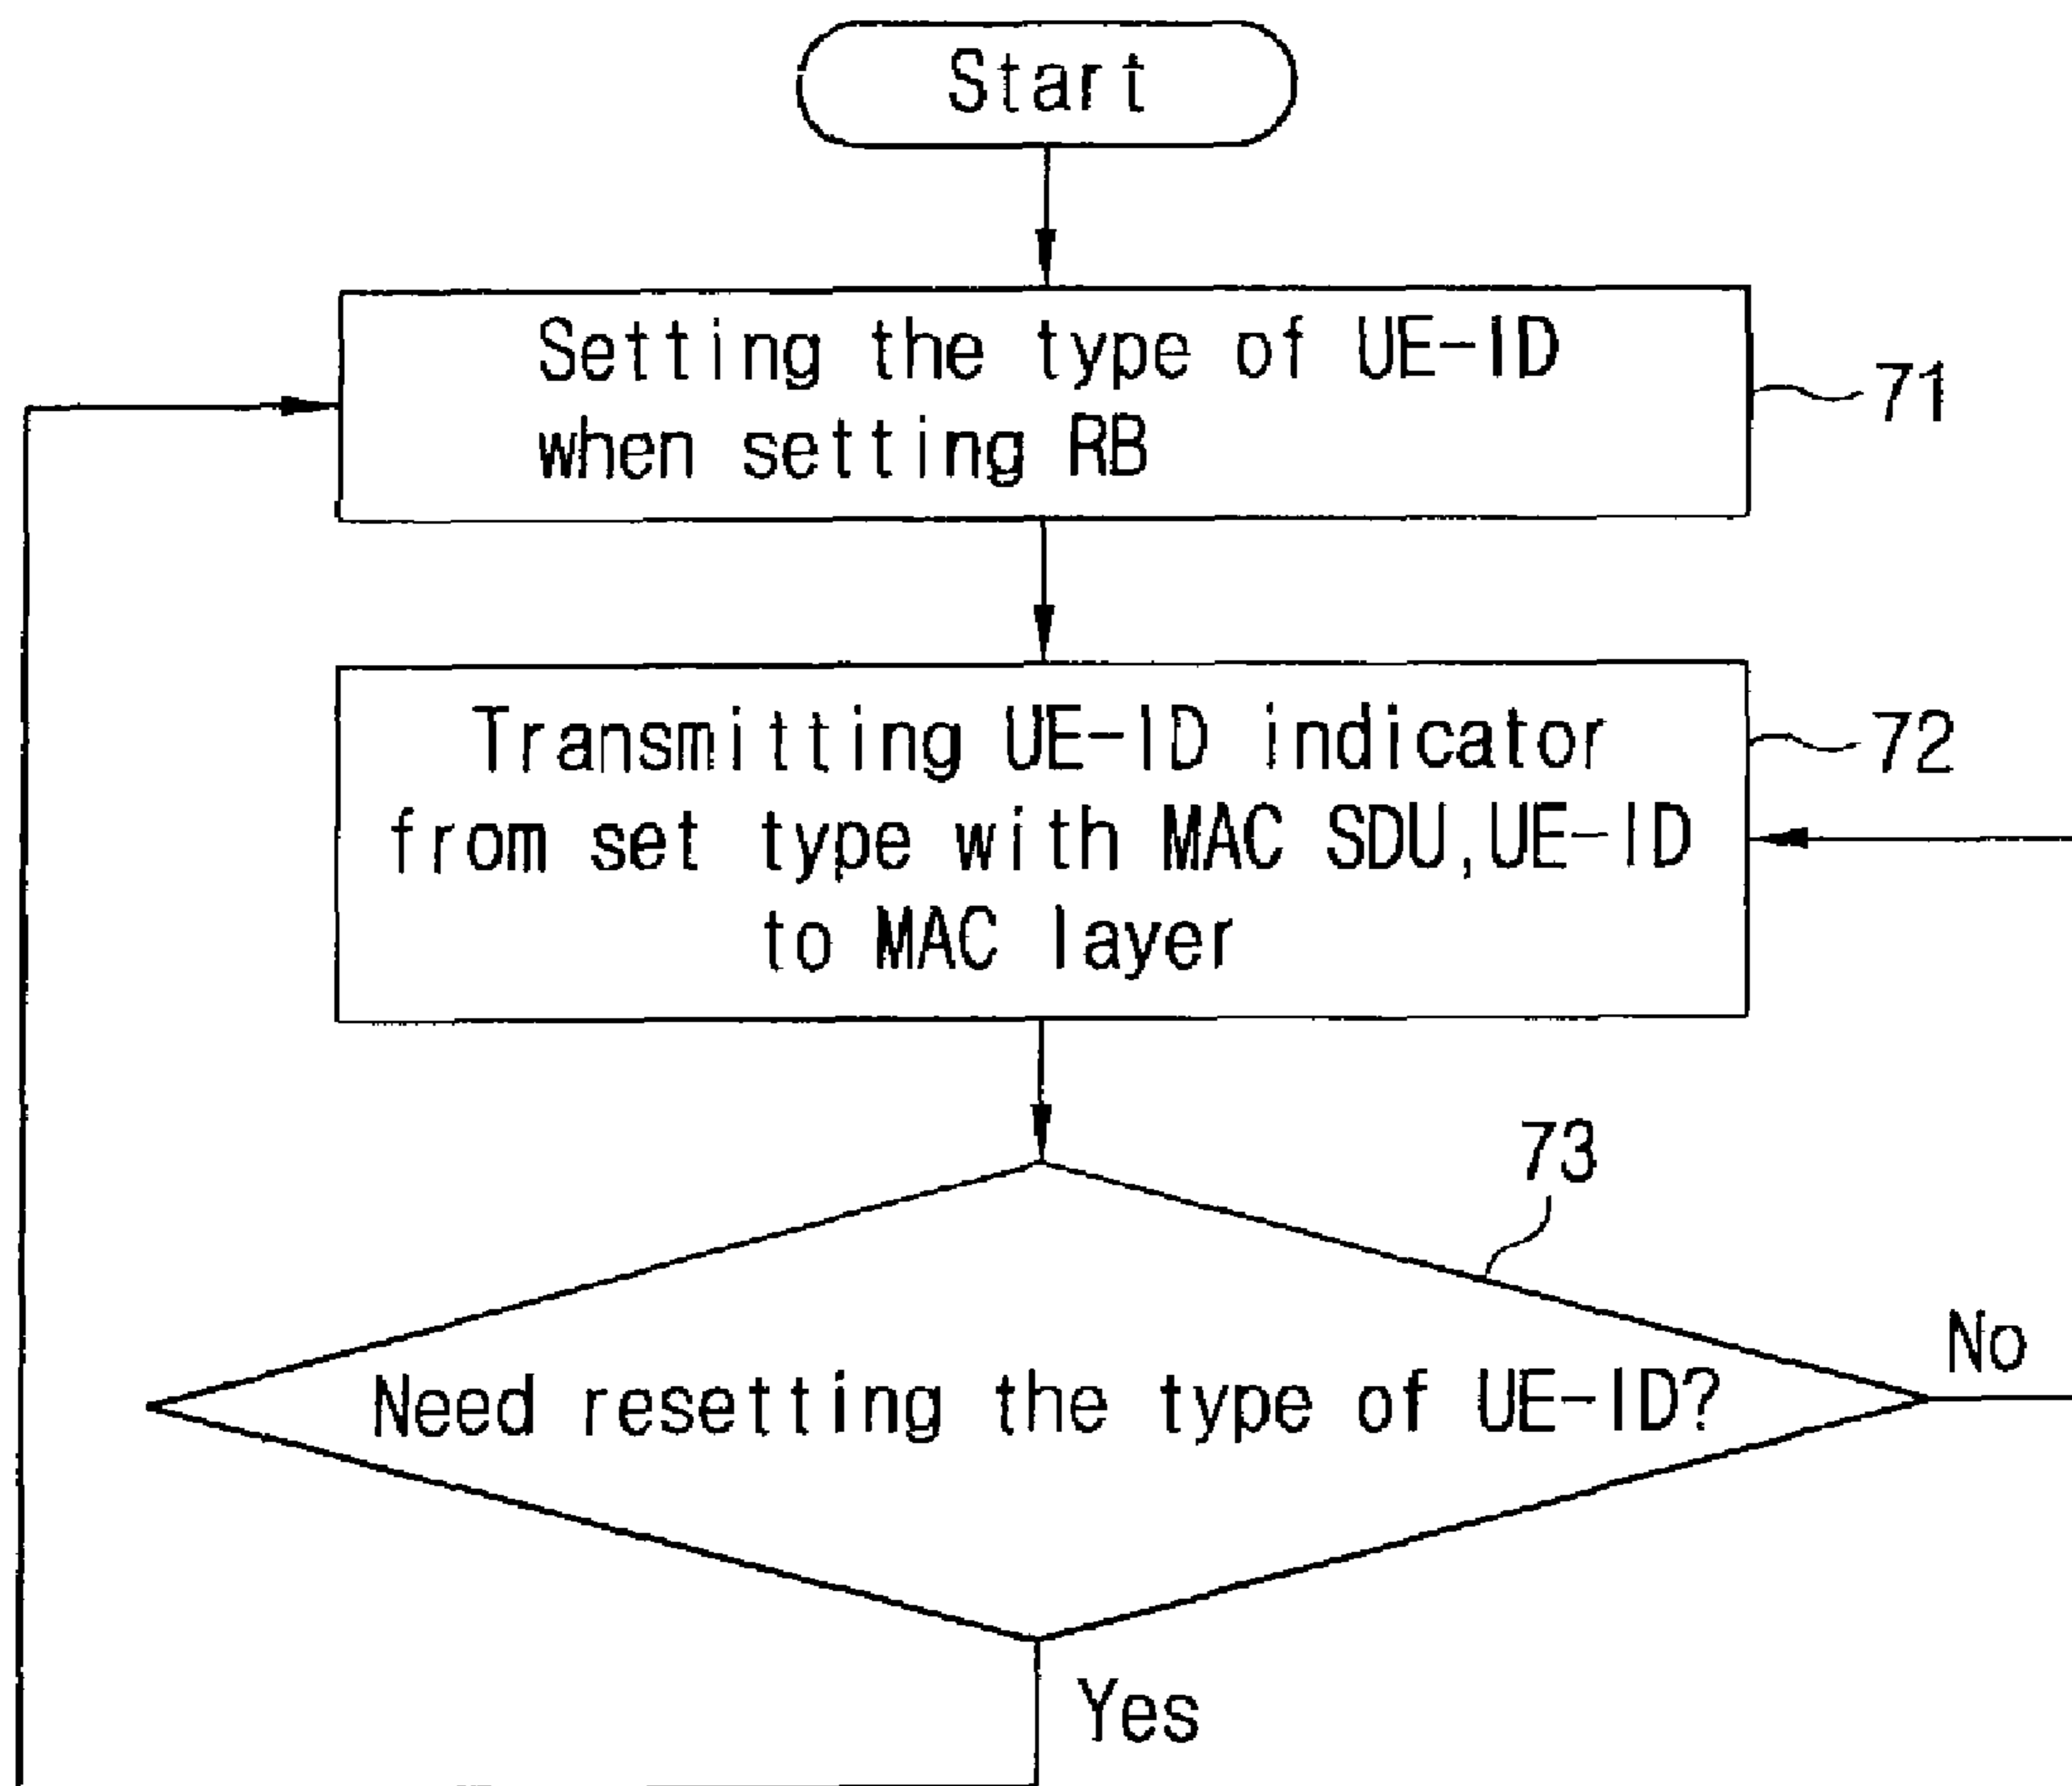 Start
Setting the type of UE-ID
when setting RB
71
Transmitting UE-ID indicator
from set type with MAC SDU,UE-ID
to MAC layer
72
73
Need resetting the type of UE-ID?
No
Yes